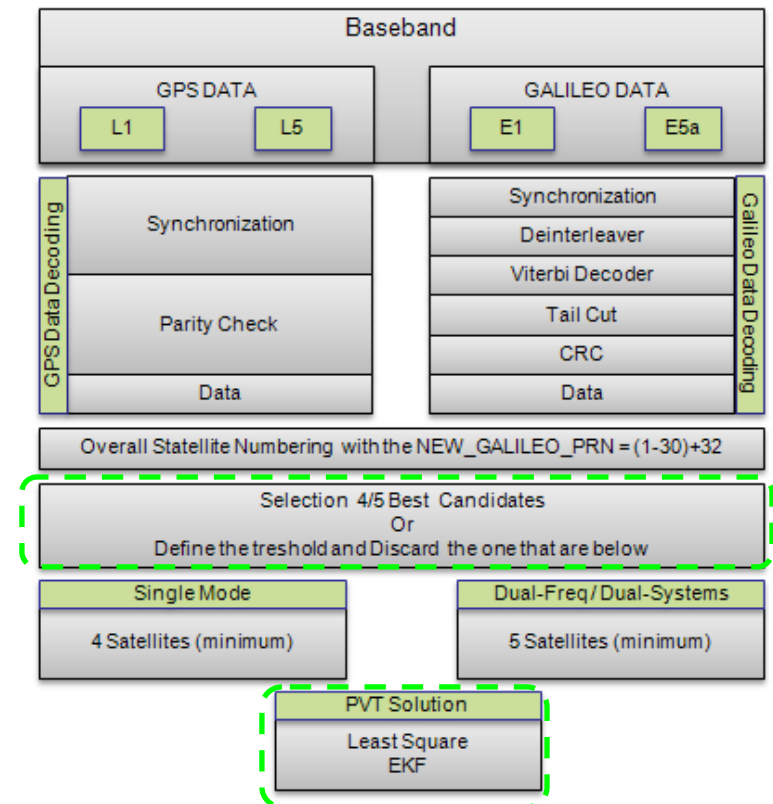 Baseband
GPS DATA
GALILEO DATA
L1
L5
E1
E5a
GPS Data Decoding
Synchronization
Parity Check
Data
Synchronization
Deinterleaver
Viterbi Decoder
Tail Cut
CRC
Data
Galileo Data Decoding
Overall Statellite Numbering with the NEW_GALILEO_PRN = (1-30)+32
Selection 4/5 Best Candidates
Or
Define the treshold and Discard the one that are below
Single Mode
4 Satellites (minimum)
Dual-Freq / Dual-Systems
5 Satellites (minimum)
PVT Solution
Least Square
EKF